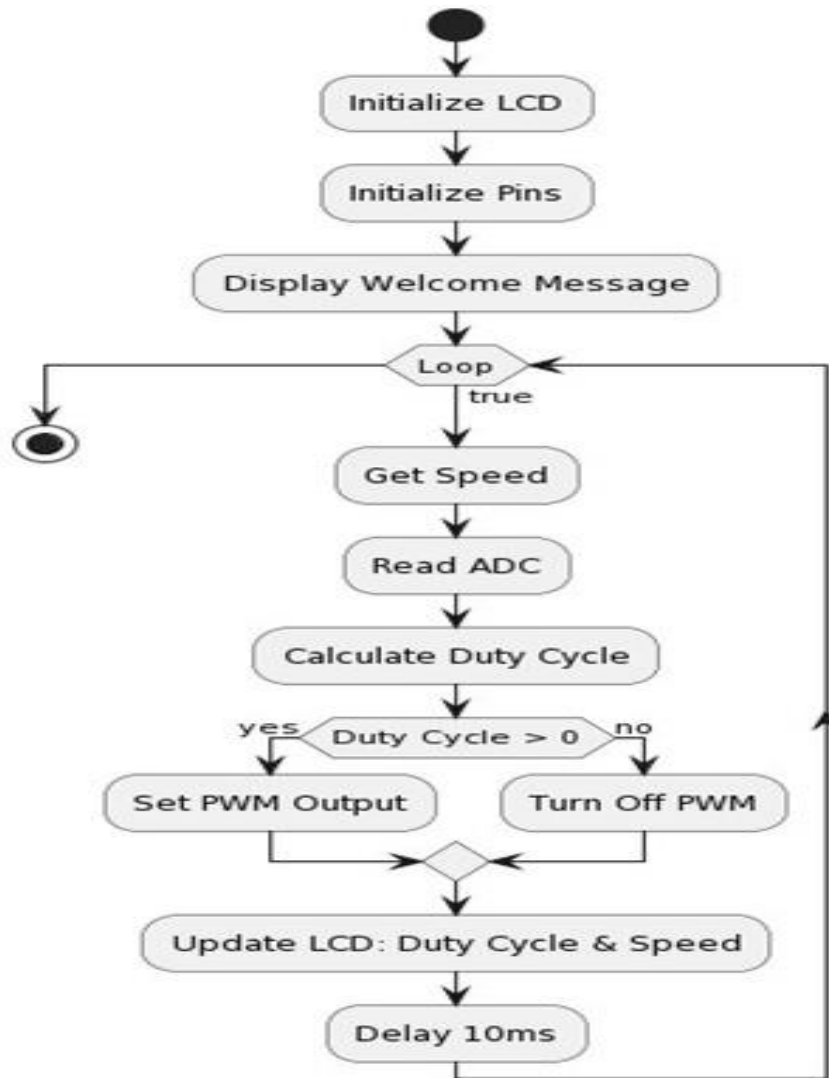 Initialize LCD
Initialize Pins
Display Welcome Message
Loop
true
Get Speed
Read ADC
Calculate Duty Cycle
yes
Duty Cycle > 0
no
Set PWM Output
Turn Off PWM
Update LCD: Duty Cycle & Speed
Delay 10ms